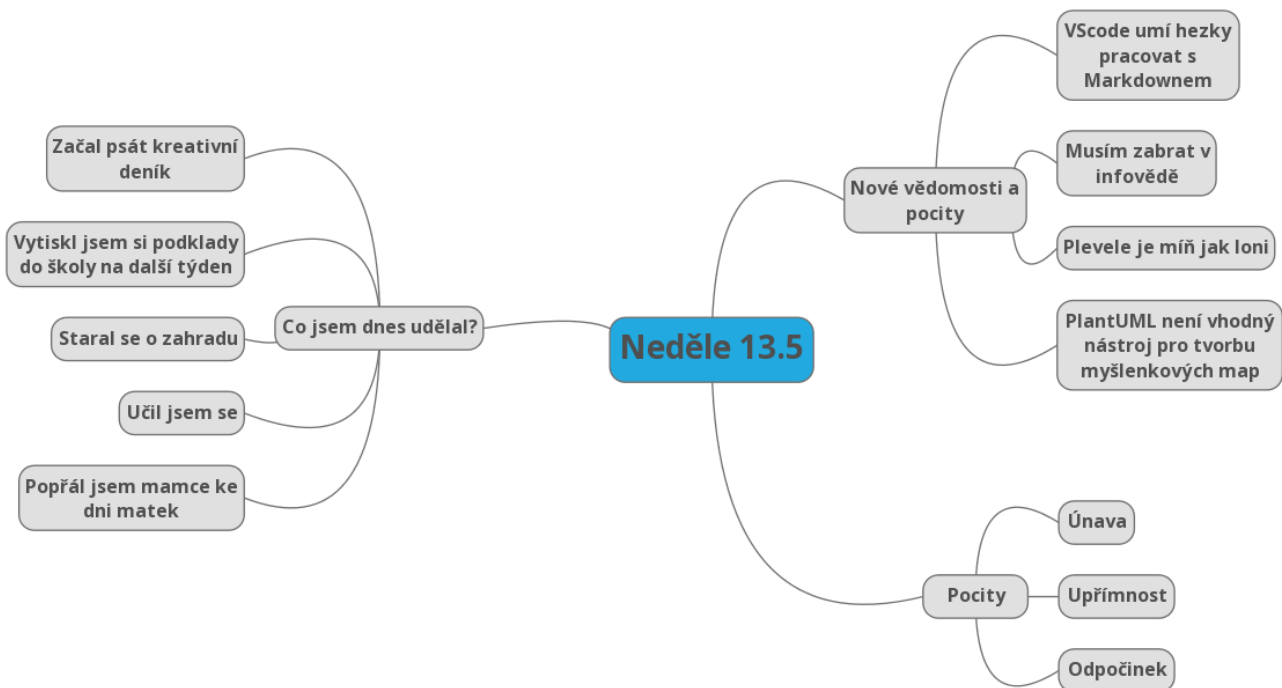 Neděle 13.5
Co jsem dnes udělal?
Začal psát kreativní
deník
Vytiskl jsem si podklady
do školy na další týden
Staral se o zahradu
Učil jsem se
Popřál jsem mamce ke
dni matek
Nové vědomosti a
pocity
VScode umí hezky
pracovat s
Markdownem
Musím zabrat v
infovědě
Plevele je míň jak loni
PlantUML není vhodný
nástroj pro tvorbu
myšlenkových map
Pocity
Únava
Upřímnost
Odpočinek